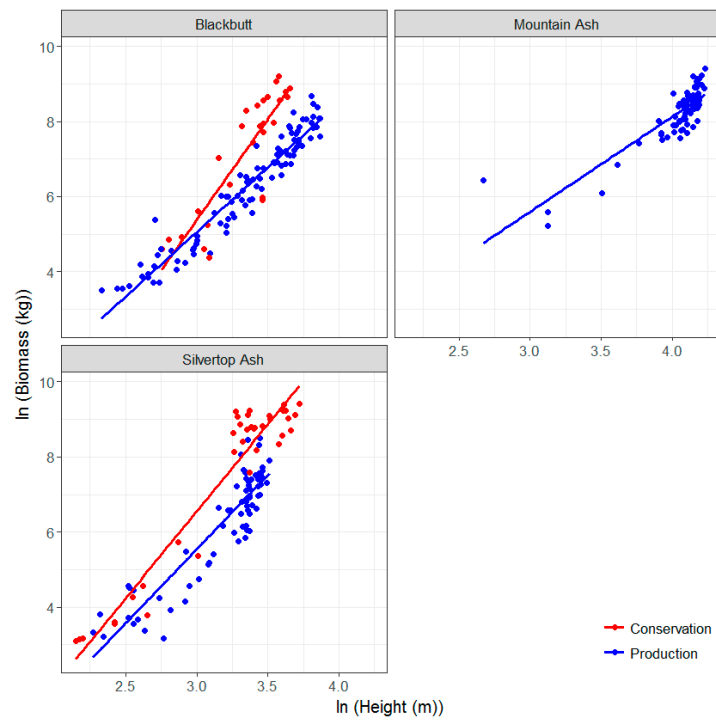 Blackbutt
Mountain Ash
10
8
6
4
2.5 3.0 3.5 4.0
Silvertop Ash
10
8
6
4
2.5 3.0 3.5 4.0
ln (Biomass (kg))
ln (Height (m))
Conservation
Production